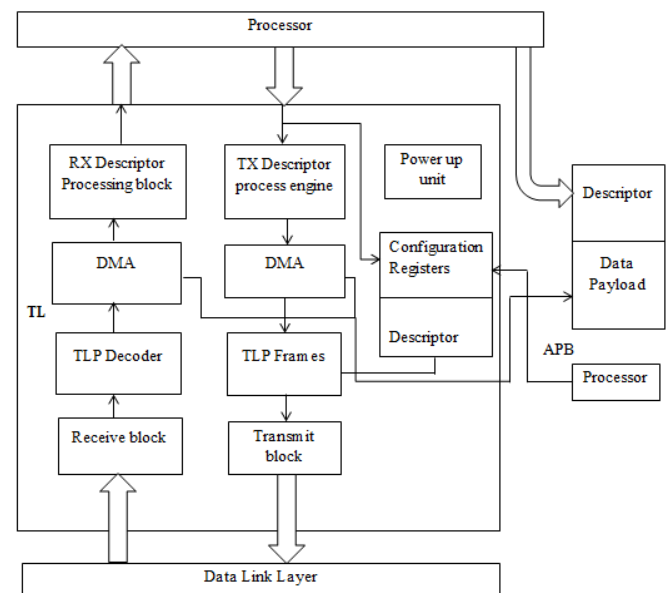 Processor
RX Descriptor
Processing block
TX Descriptor
process engine
Power up
unit
Descriptor
DMA
DMA
Configuration
Registers
Data
Payload
TL
TLP Decoder
TLP Frames
Descriptor
APB
Processor
Receive block
Transmit
block
Data Link Layer